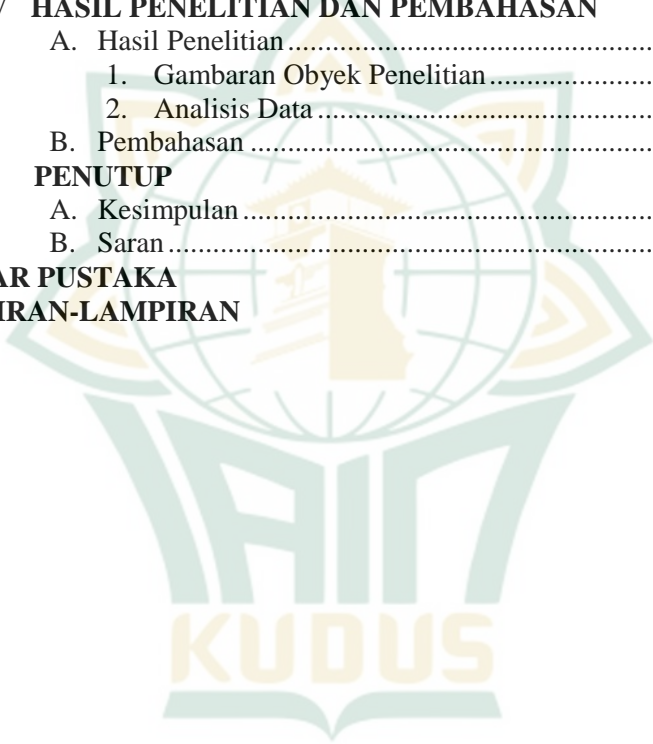 HASIL PENELITIAN DAN PEMBAHASAN
A. Hasil Penelitian ....................................................
1. Gambaran Obyek Penelitian .........................
2. Analisis Data ...................................................
B. Pembahasan .........................................................
PENUTUP
A. Kesimpulan ..........................................................
B. Saran .....................................................................
AR PUSTAKA
IRAN-LAMPIRAN
IAIN
KUDUS